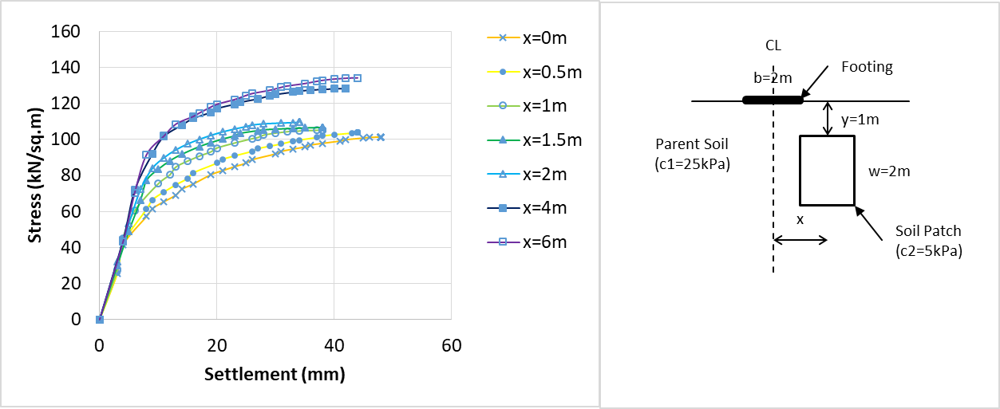 160
140
120
100
80
60
40
20
0
0
20
40
60
Stress (kN/sq.m)
Settlement (mm)
x=0m
x=0.5m
x=1m
x=1.5m
x=2m
x=4m
x=6m
CL
b=2m
Footing
y=1m
Parent Soil
(c1=25kPa)
w=2m
x
Soil Patch
(c2=5kPa)